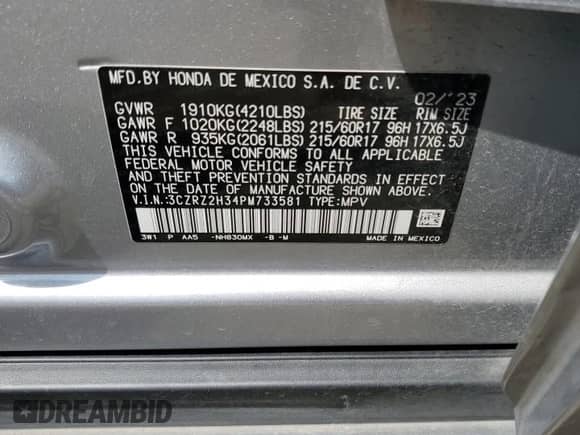 MFD.BY HONDA DE MEXICO S.A. DE C.V.
02/'23
GVWR 1910KG(4210LBS) TIRE SIZE RIM SIZE
GAWR F 1020KG(2248LBS) 215/60R17 96H 17X6.5J
GAWR R 935KG(2061LBS) 215/60R17 96H 17X6.5J
THIS VEHICLE CONFORMS TO ALL APPLICABLE
FEDERAL MOTOR VEHICLE SAFETY
AND THEFT PREVENTION STANDARDS IN EFFECT
ON THE DATE OF MANUFACTURE SHOWN ABOVE.
V.I.N.:3CZRZ2H34PM733581 TYPE:MPV
3W1 P AA5 -NH830MX -B -M MADE IN MEXICO
DREAMBID